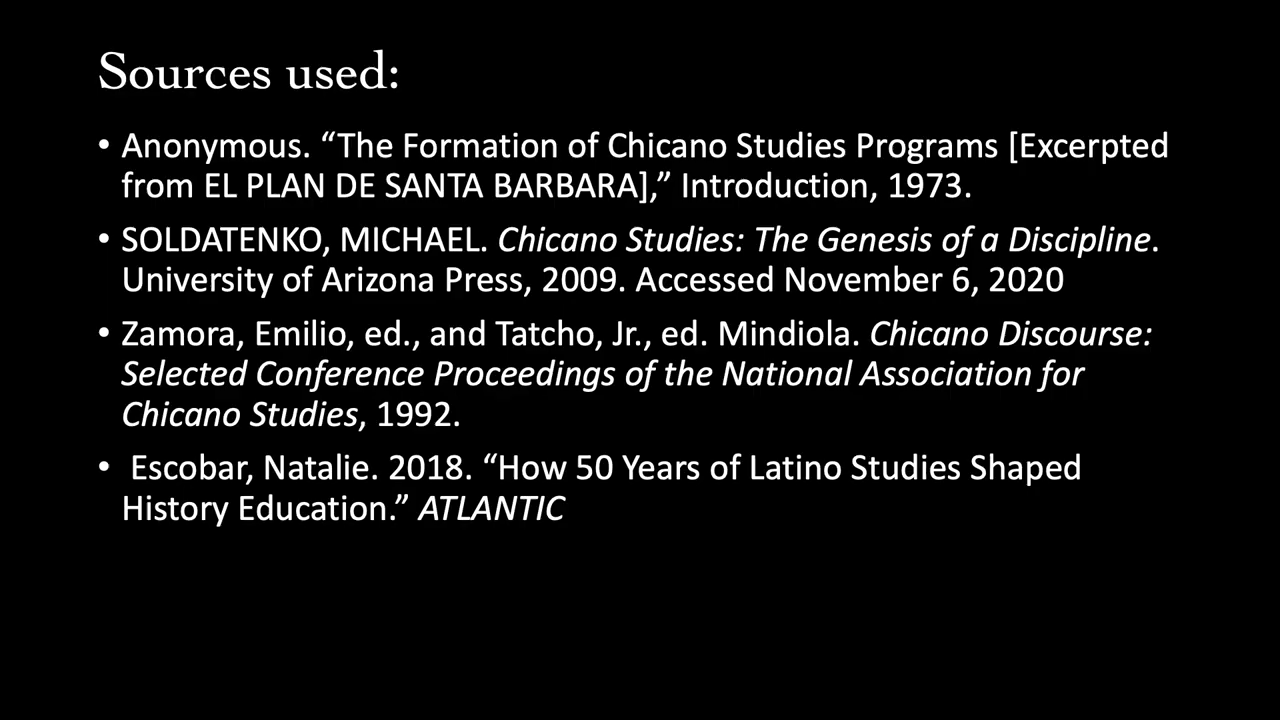 Sources used:
• Anonymous. “The Formation of Chicano Studies Programs [Excerpted
from EL PLAN DE SANTA BARBARA],” Introduction, 1973.
• SOLDATENKO, MICHAEL. Chicano Studies: The Genesis of a Discipline.
University of Arizona Press, 2009. Accessed November 6, 2020
• Zamora, Emilio, ed., and Tatcho, Jr., ed. Mindiola. Chicano Discourse:
Selected Conference Proceedings of the National Association for
Chicano Studies, 1992.
• Escobar, Natalie. 2018. “How 50 Years of Latino Studies Shaped
History Education.” ATLANTIC